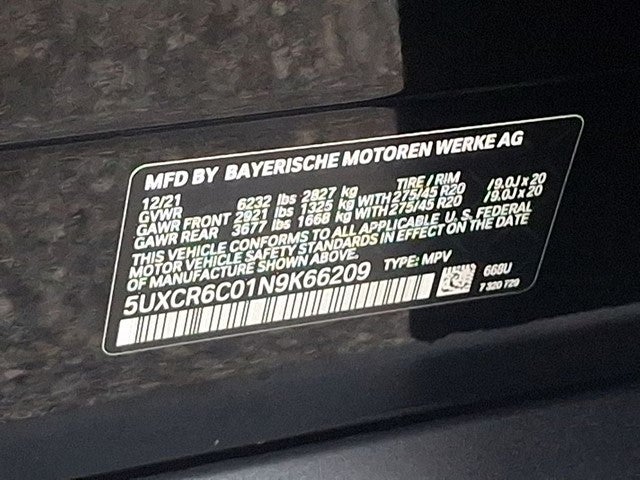 MFD BY BAYERISCHE MOTOREN WERKE AG
12/21 TIRE / RIM
GVWR 6232 lbs 2827 kg
GAWR FRONT 2921 lbs 1325 kg WITH 275/45 R20 /9.0J x 20
GAWR REAR 3677 lbs 1668 kg WITH 275/45 R20 /9.0J x 20
THIS VEHICLE CONFORMS TO ALL APPLICABLE U.S. FEDERAL
MOTOR VEHICLE SAFETY STANDARDS IN EFFECT ON THE DATE
OF MANUFACTURE SHOWN ABOVE.
5UXCR6C01N9K66209 TYPE: MPV
668U
7 320 729